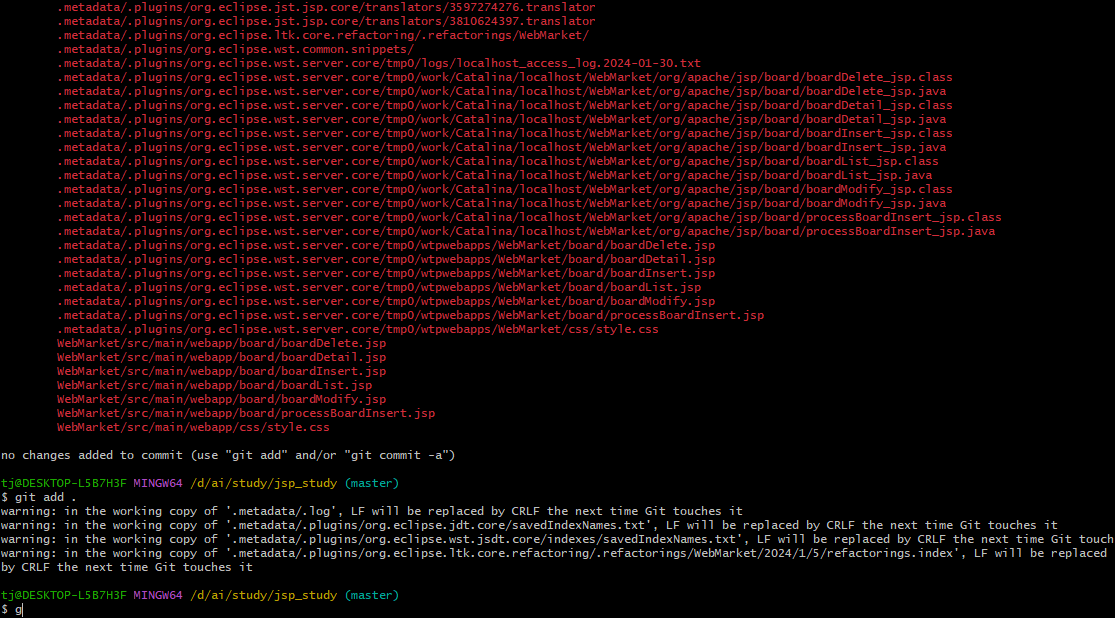 .metadata/.plugins/org.eclipse.jst.jsp.core/translators/3597274276.translator
.metadata/.plugins/org.eclipse.jst.jsp.core/translators/3810624397.translator
.metadata/.plugins/org.eclipse.ltk.core.refactoring/.refactorings/WebMarket/
.metadata/.plugins/org.eclipse.wst.common.snippets/
.metadata/.plugins/org.eclipse.wst.server.core/tmp0/logs/localhost_access_log.2024-01-30.txt
.metadata/.plugins/org.eclipse.wst.server.core/tmp0/work/Catalina/localhost/WebMarket/org/apache/jsp/board/boardDelete_jsp.class
.metadata/.plugins/org.eclipse.wst.server.core/tmp0/work/Catalina/localhost/WebMarket/org/apache/jsp/board/boardDelete_jsp.java
.metadata/.plugins/org.eclipse.wst.server.core/tmp0/work/Catalina/localhost/WebMarket/org/apache/jsp/board/boardDetail_jsp.class
.metadata/.plugins/org.eclipse.wst.server.core/tmp0/work/Catalina/localhost/WebMarket/org/apache/jsp/board/boardDetail_jsp.java
.metadata/.plugins/org.eclipse.wst.server.core/tmp0/work/Catalina/localhost/WebMarket/org/apache/jsp/board/boardInsert_jsp.class
.metadata/.plugins/org.eclipse.wst.server.core/tmp0/work/Catalina/localhost/WebMarket/org/apache/jsp/board/boardInsert_jsp.java
.metadata/.plugins/org.eclipse.wst.server.core/tmp0/work/Catalina/localhost/WebMarket/org/apache/jsp/board/boardList_jsp.class
.metadata/.plugins/org.eclipse.wst.server.core/tmp0/work/Catalina/localhost/WebMarket/org/apache/jsp/board/boardList_jsp.java
.metadata/.plugins/org.eclipse.wst.server.core/tmp0/work/Catalina/localhost/WebMarket/org/apache/jsp/board/boardModify_jsp.class
.metadata/.plugins/org.eclipse.wst.server.core/tmp0/work/Catalina/localhost/WebMarket/org/apache/jsp/board/boardModify_jsp.java
.metadata/.plugins/org.eclipse.wst.server.core/tmp0/work/Catalina/localhost/WebMarket/org/apache/jsp/board/processBoardInsert_jsp.class
.metadata/.plugins/org.eclipse.wst.server.core/tmp0/work/Catalina/localhost/WebMarket/org/apache/jsp/board/processBoardInsert_jsp.java
.metadata/.plugins/org.eclipse.wst.server.core/tmp0/wtpwebapps/WebMarket/board/boardDelete.jsp
.metadata/.plugins/org.eclipse.wst.server.core/tmp0/wtpwebapps/WebMarket/board/boardDetail.jsp
.metadata/.plugins/org.eclipse.wst.server.core/tmp0/wtpwebapps/WebMarket/board/boardInsert.jsp
.metadata/.plugins/org.eclipse.wst.server.core/tmp0/wtpwebapps/WebMarket/board/boardList.jsp
.metadata/.plugins/org.eclipse.wst.server.core/tmp0/wtpwebapps/WebMarket/board/boardModify.jsp
.metadata/.plugins/org.eclipse.wst.server.core/tmp0/wtpwebapps/WebMarket/board/processBoardInsert.jsp
.metadata/.plugins/org.eclipse.wst.server.core/tmp0/wtpwebapps/WebMarket/css/style.css
WebMarket/src/main/webapp/board/boardDelete.jsp
WebMarket/src/main/webapp/board/boardDetail.jsp
WebMarket/src/main/webapp/board/boardInsert.jsp
WebMarket/src/main/webapp/board/boardList.jsp
WebMarket/src/main/webapp/board/boardModify.jsp
WebMarket/src/main/webapp/board/processBoardInsert.jsp
WebMarket/src/main/webapp/css/style.css
no changes added to commit (use "git add" and/or "git commit -a")
tj@DESKTOP-L5B7H3F MINGW64 /d/ai/study/jsp_study (master)
$ git add .
warning: in the working copy of '.metadata/.log', LF will be replaced by CRLF the next time Git touches it
warning: in the working copy of '.metadata/.plugins/org.eclipse.jdt.core/savedIndexNames.txt', LF will be replaced by CRLF the next time Git touches it
warning: in the working copy of '.metadata/.plugins/org.eclipse.wst.jsdt.core/indexes/savedIndexNames.txt', LF will be replaced by CRLF the next time Git touch
warning: in the working copy of '.metadata/.plugins/org.eclipse.ltk.core.refactoring/.refactorings/WebMarket/2024/1/5/refactorings.index', LF will be replaced
by CRLF the next time Git touches it
tj@DESKTOP-L5B7H3F MINGW64 /d/ai/study/jsp_study (master)
$ g